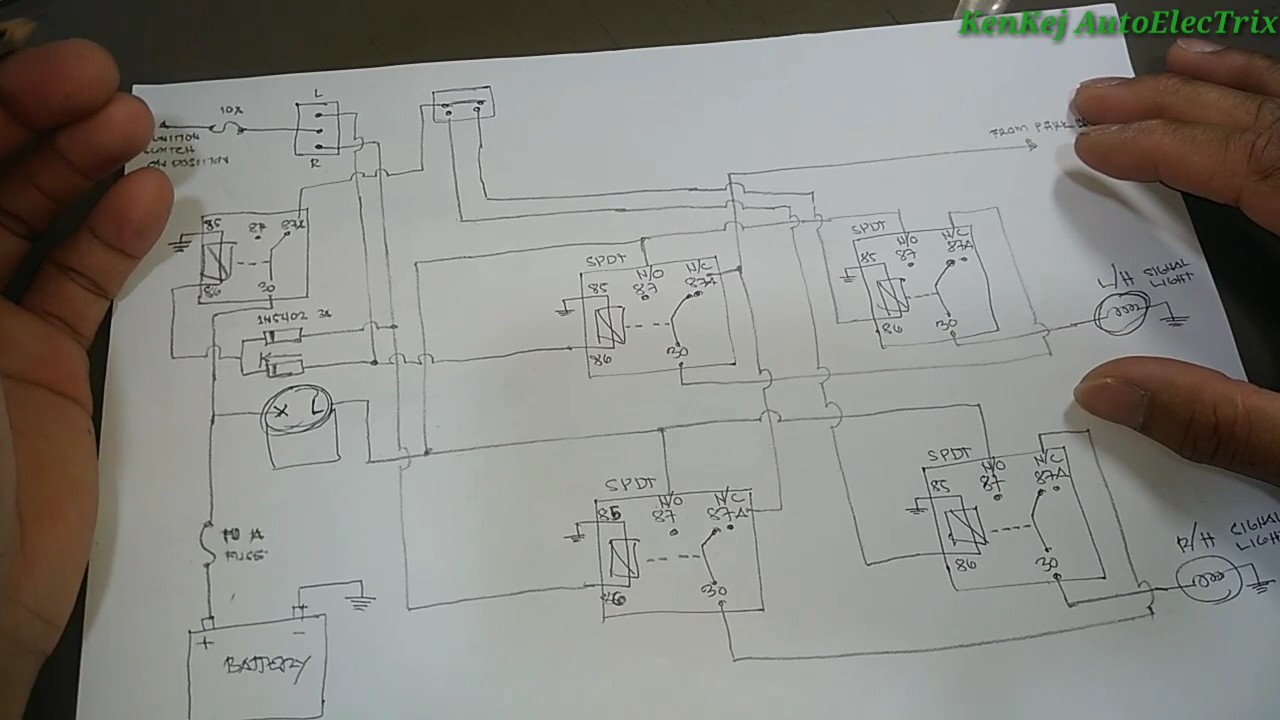 KenKej AutoElecTrix
10A
L
R
IGNITION
SWITCH
ON POSITION
FROM PARK
85
87
87A
86
30
1N5402 3A
X L
10 A
FUSE
+
-
BATTERY
SPDT
85
N/O
87
N/C
87A
86
30
SPDT
85
N/O
87
N/C
87A
86
30
L/H SIGNAL
LIGHT
SPDT
85
N/O
87
N/C
87A
86
30
SPDT
85
N/O
87
N/C
87A
86
30
R/H SIGNAL
LIGHT